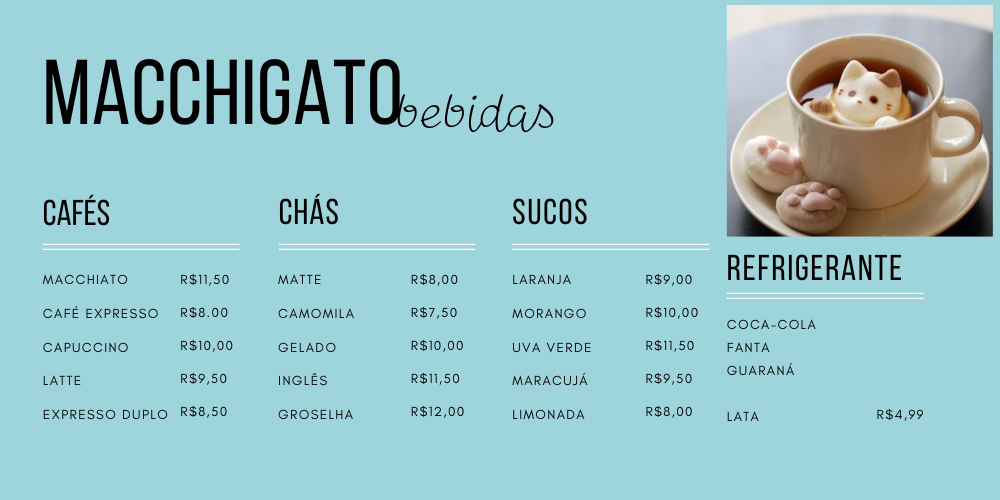 MACCHIGATO bebidas
CAFÉS
MACCHIATO R$11,50
CAFÉ EXPRESSO R$8.00
CAPUCCINO R$10,00
LATTE R$9,50
EXPRESSO DUPLO R$8,50
CHÁS
MATTE R$8,00
CAMOMILA R$7,50
GELADO R$10,00
INGLÊS R$11,50
GROSELHA R$12,00
SUCOS
LARANJA R$9,00
MORANGO R$10,00
UVA VERDE R$11,50
MARACUJÁ R$9,50
LIMONADA R$8,00
REFRIGERANTE
COCA-COLA
FANTA
GUARANÁ
LATA R$4,99